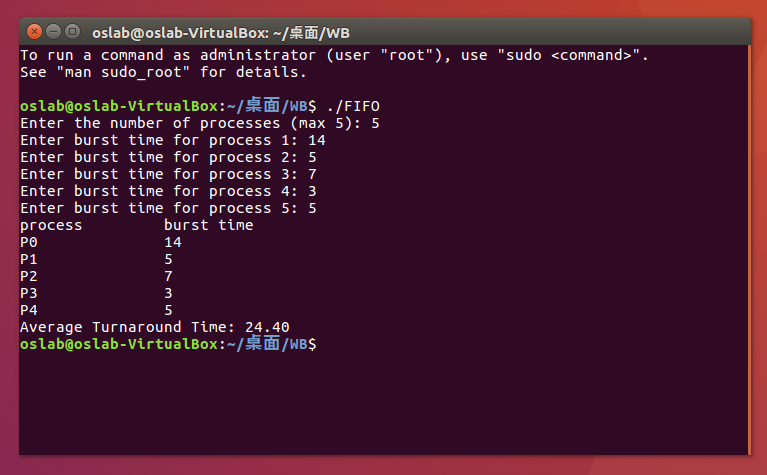 oslab@oslab-VirtualBox: ~/桌面/WB
To run a command as administrator (user "root"), use "sudo <command>".
See "man sudo_root" for details.
oslab@oslab-VirtualBox:~/桌面/WB$ ./FIFO
Enter the number of processes (max 5): 5
Enter burst time for process 1: 14
Enter burst time for process 2: 5
Enter burst time for process 3: 7
Enter burst time for process 4: 3
Enter burst time for process 5: 5
process         burst time
P0              14
P1              5
P2              7
P3              3
P4              5
Average Turnaround Time: 24.40
oslab@oslab-VirtualBox:~/桌面/WB$